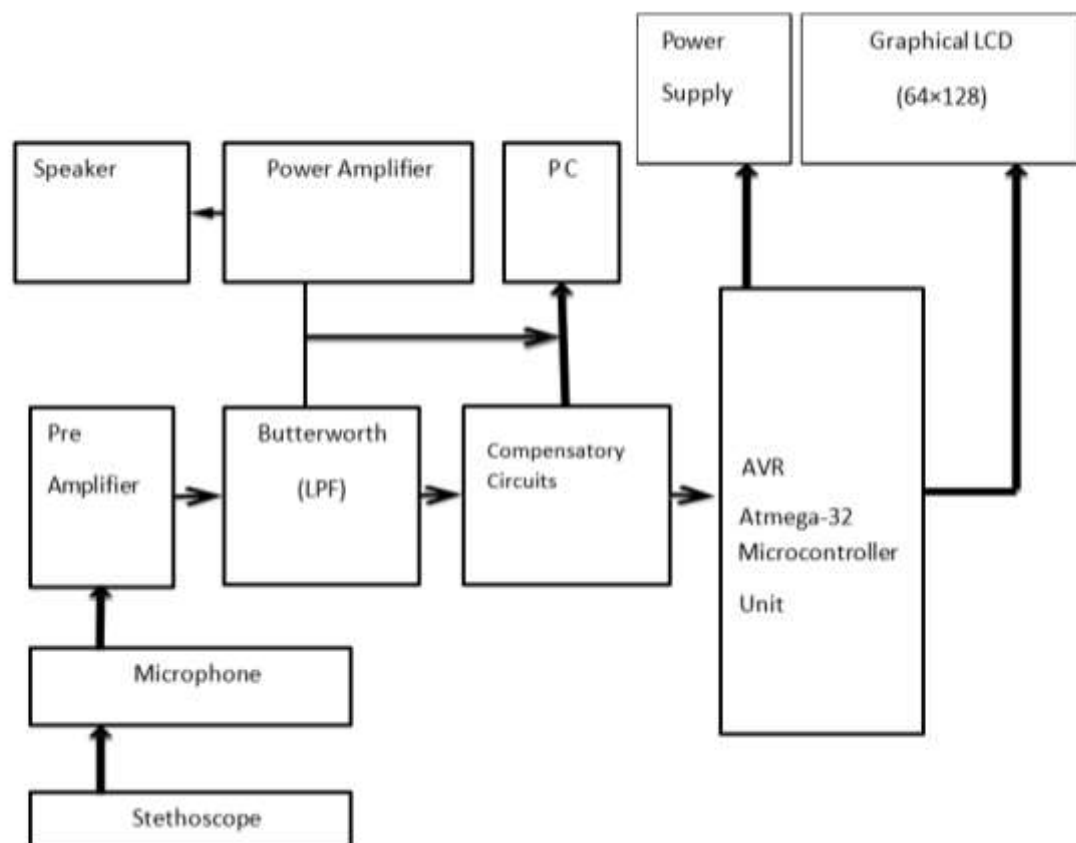 Power
Supply
Graphical LCD
(64×128)
Speaker
Power Amplifier
PC
Pre
Amplifier
Butterworth
(LPF)
Compensatory
Circuits
AVR
Atmega-32
Microcontroller
Unit
Microphone
Stethoscope